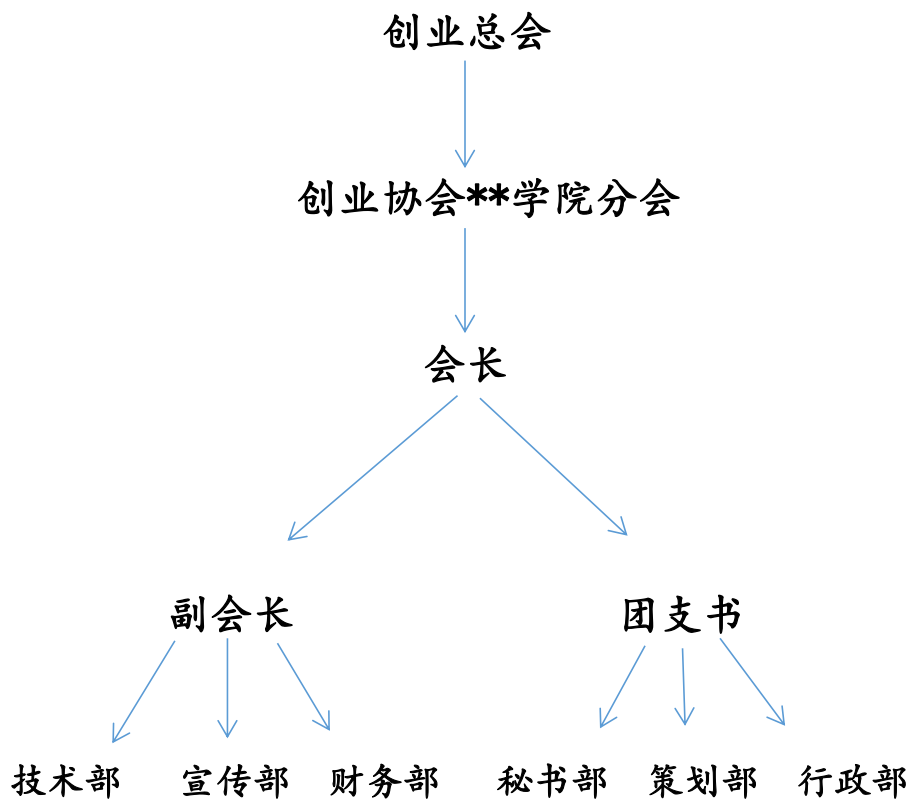 创业总会
创业协会**学院分会
会长
副会长 团支书
技术部 宣传部 财务部 秘书部 策划部 行政部